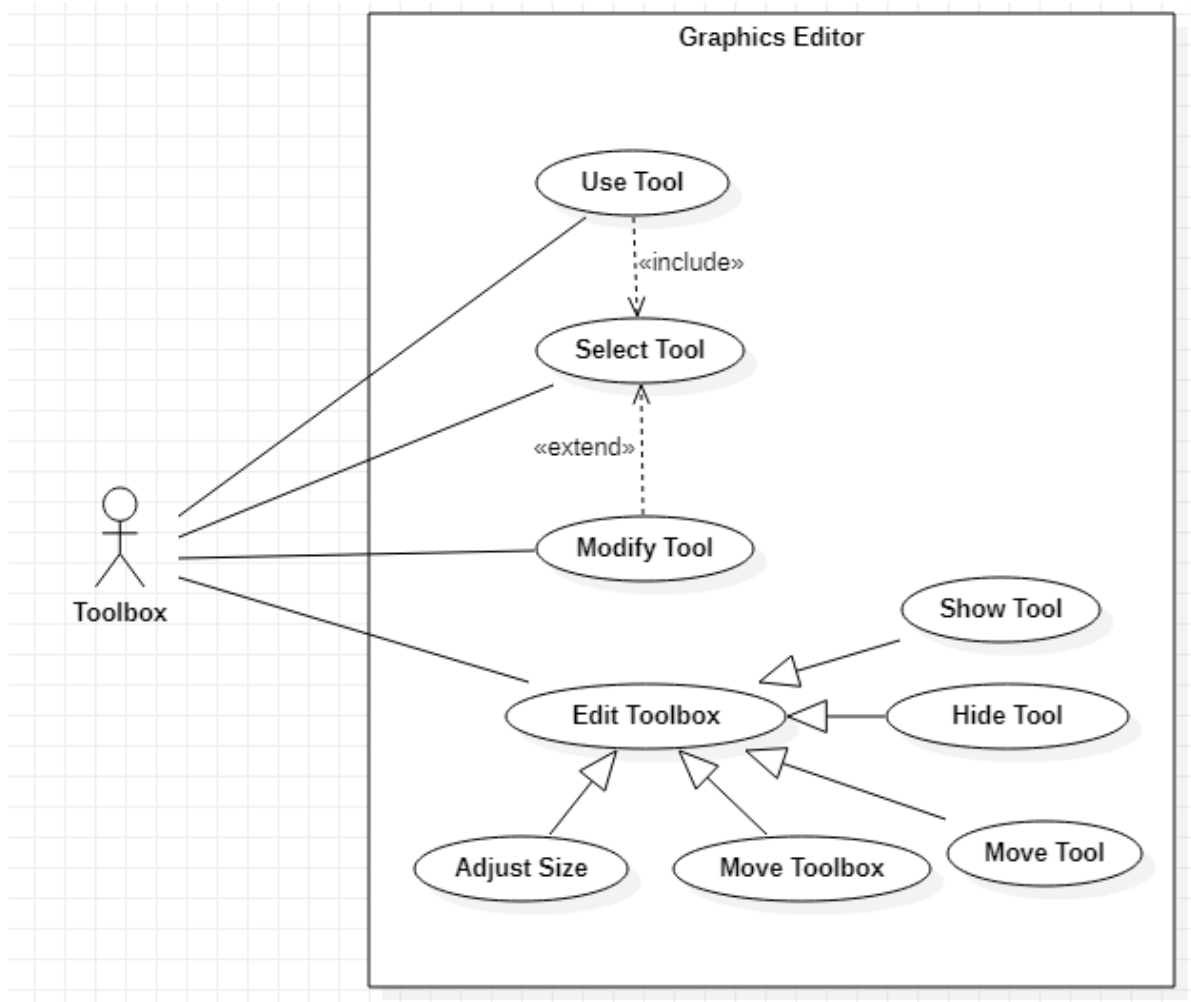 Graphics Editor
Use Tool
«include»
Select Tool
«extend»
Modify Tool
Toolbox
Show Tool
Edit Toolbox
Hide Tool
Adjust Size
Move Toolbox
Move Tool